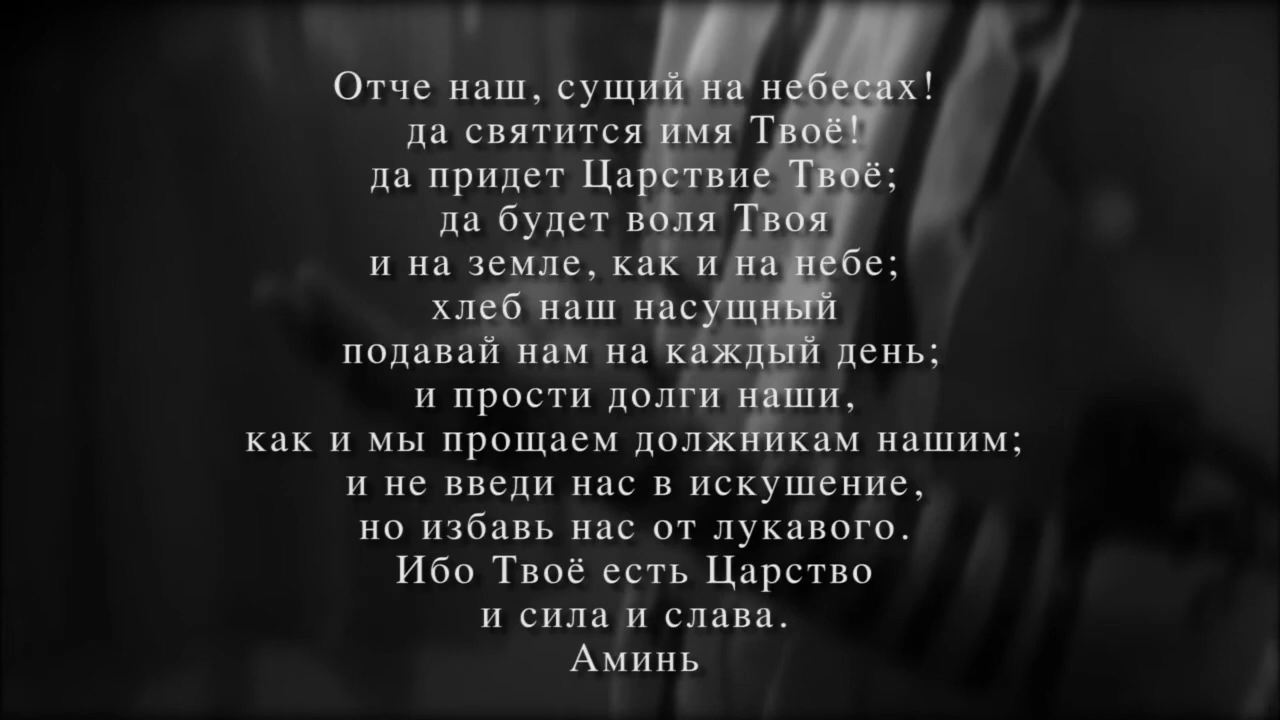 Отче наш, сущий на небесах!
да святится имя Твоё!
да придет Царствие Твоё;
да будет воля Твоя
и на земле, как и на небе;
хлеб наш насущный
подавай нам на каждый день;
и прости долги наши,
как и мы прощаем должникам нашим;
и не введи нас в искушение,
но избавь нас от лукавого.
Ибо Твоё есть Царство
и сила и слава.
Аминь